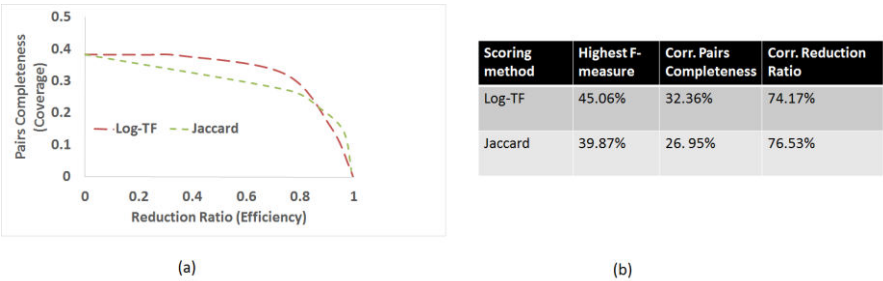 0.5
0.4
0.3
0.2
0.1
0
Pairs Completeness
(Coverage)
Log-TF
Jaccard
0
0.2
0.4
0.6
0.8
1
Reduction Ratio (Efficiency)
(a)
Scoring method
Highest F-measure
Corr. Pairs Completeness
Corr. Reduction Ratio
Log-TF
45.06%
32.36%
74.17%
Jaccard
39.87%
26. 95%
76.53%
(b)